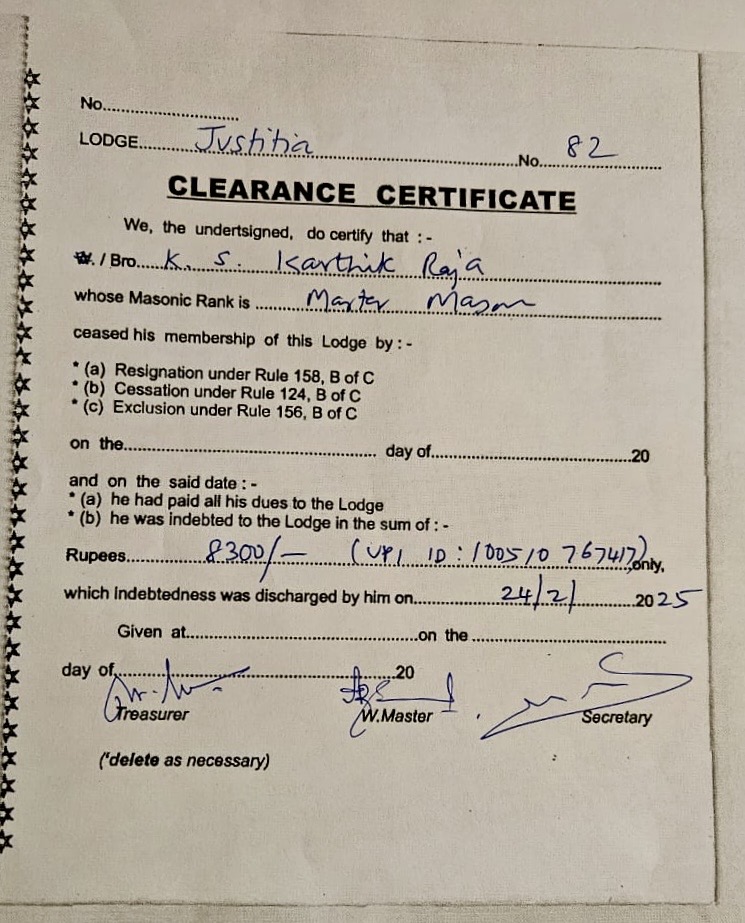 No......................................
LODGE........Justitia..................................................No....82..................
CLEARANCE CERTIFICATE
We, the undertsigned, do certify that : -
W. / Bro.....K. S. Karthik Raja
whose Masonic Rank is ..........Master Mason
ceased his membership of this Lodge by : -
* (a) Resignation under Rule 158, B of C
* (b) Cessation under Rule 124, B of C
* (c) Exclusion under Rule 156, B of C
on the.................................................... day of..........................................20
and on the said date : -
* (a) he had paid all his dues to the Lodge
* (b) he was indebted to the Lodge in the sum of : -
Rupees..............8300/- (UPI ID : 100510 767417) only,
which indebtedness was discharged by him on..............24/2/..........2025
Given at...............................................on the .......................................
day of.......................................................20
Treasurer W.Master Secretary
(*delete as necessary)